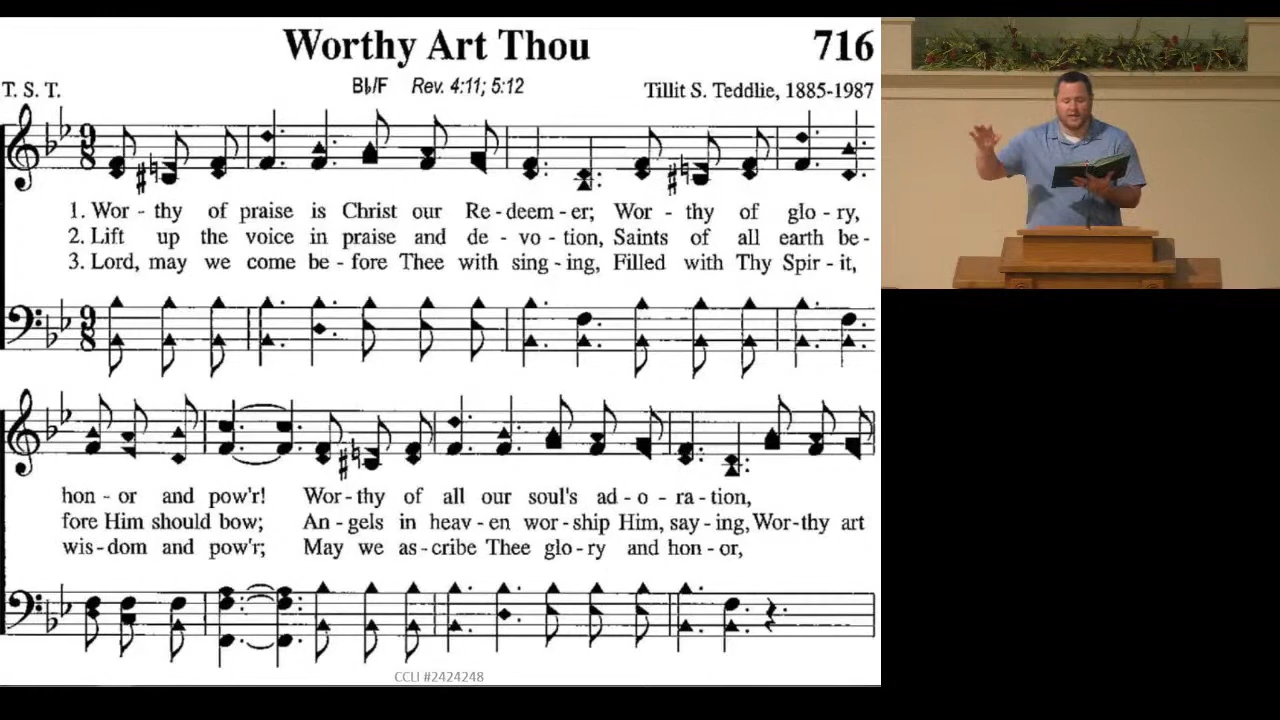 Worthy Art Thou 716
T. S. T. B♭/F Rev. 4:11; 5:12 Tillit S. Teddlie, 1885-1987
9 8
1. Wor - thy of praise is Christ our Re - deem - er; Wor - thy of glo - ry,
2. Lift up the voice in praise and de - vo - tion, Saints of all earth be -
3. Lord, may we come be - fore Thee with sing - ing, Filled with Thy Spir - it,
9 8
hon - or and pow'r! Wor - thy of all our soul's ad - o - ra - tion,
fore Him should bow; An - gels in heav - en wor - ship Him, say - ing, Wor - thy art
wis - dom and pow'r; May we as - cribe Thee glo - ry and hon - or,
CCLI #2424248